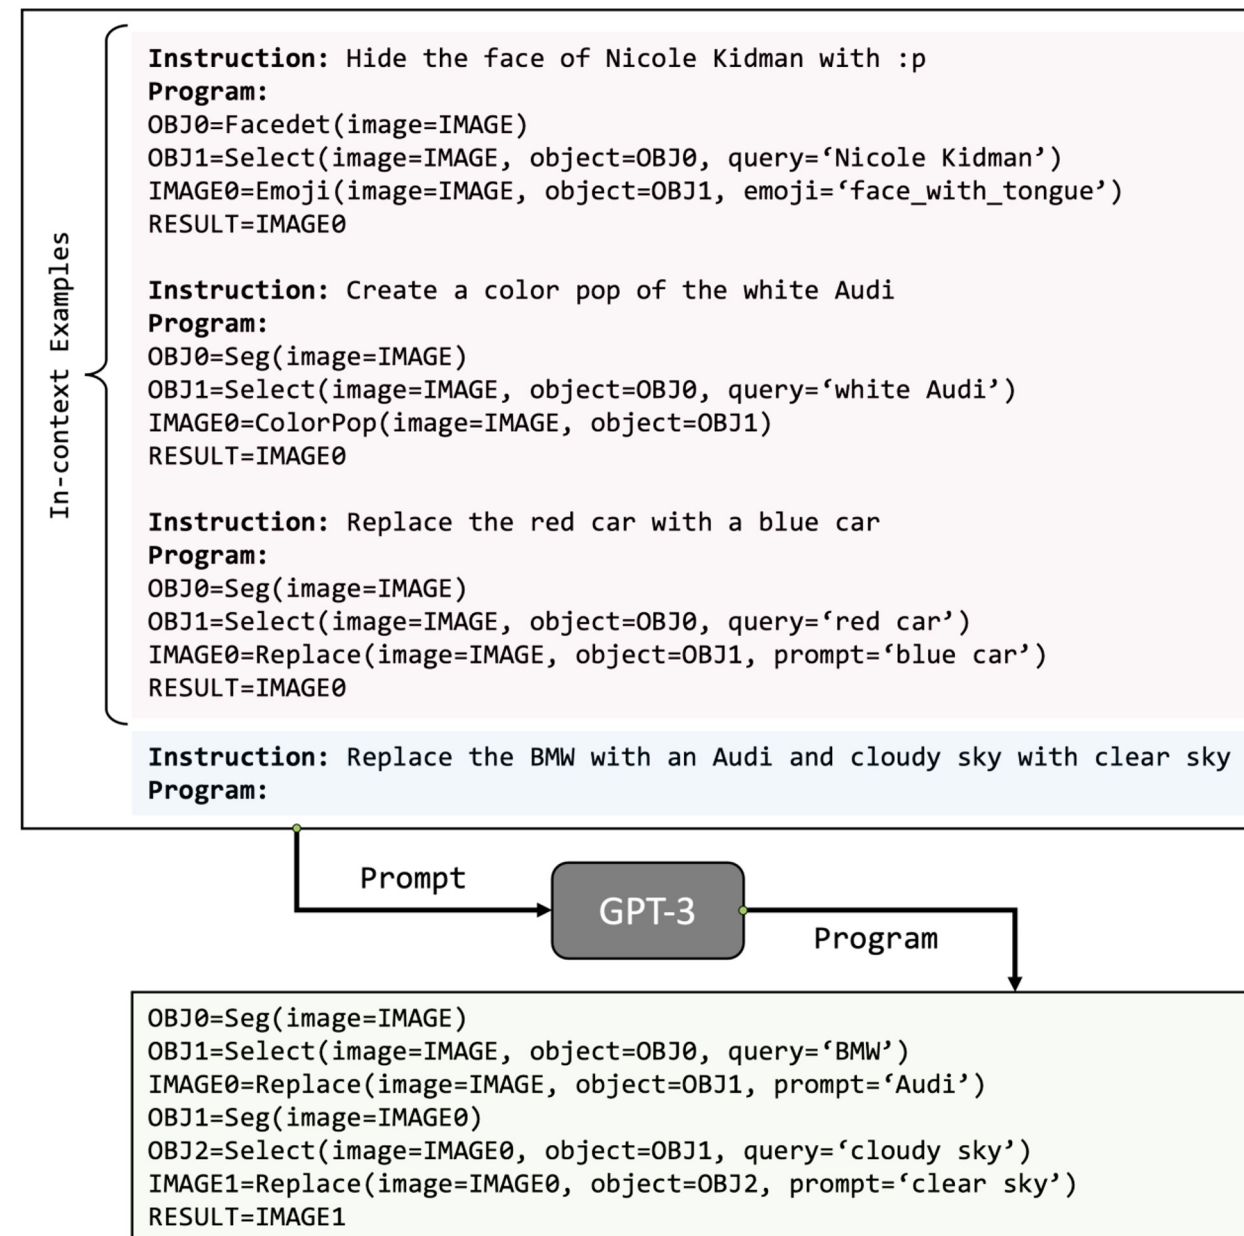 In-context Examples
Instruction: Hide the face of Nicole Kidman with :p
Program:
OBJ0=Facedet(image=IMAGE)
OBJ1=Select(image=IMAGE, object=OBJ0, query=‘Nicole Kidman’)
IMAGE0=Emoji(image=IMAGE, object=OBJ1, emoji=‘face_with_tongue’)
RESULT=IMAGE0
Instruction: Create a color pop of the white Audi
Program:
OBJ0=Seg(image=IMAGE)
OBJ1=Select(image=IMAGE, object=OBJ0, query=‘white Audi’)
IMAGE0=ColorPop(image=IMAGE, object=OBJ1)
RESULT=IMAGE0
Instruction: Replace the red car with a blue car
Program:
OBJ0=Seg(image=IMAGE)
OBJ1=Select(image=IMAGE, object=OBJ0, query=‘red car’)
IMAGE0=Replace(image=IMAGE, object=OBJ1, prompt=‘blue car’)
RESULT=IMAGE0
Instruction: Replace the BMW with an Audi and cloudy sky with clear sky
Program:
Prompt
GPT-3
Program
OBJ0=Seg(image=IMAGE)
OBJ1=Select(image=IMAGE, object=OBJ0, query=‘BMW’)
IMAGE0=Replace(image=IMAGE, object=OBJ1, prompt=‘Audi’)
OBJ1=Seg(image=IMAGE0)
OBJ2=Select(image=IMAGE0, object=OBJ1, query=‘cloudy sky’)
IMAGE1=Replace(image=IMAGE0, object=OBJ2, prompt=‘clear sky’)
RESULT=IMAGE1